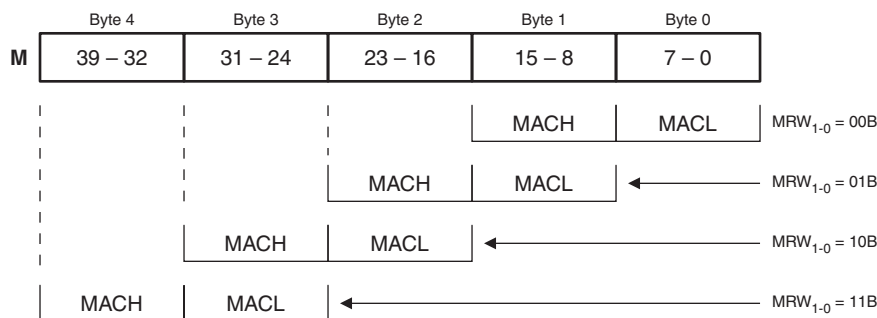 Byte 4 Byte 3 Byte 2 Byte 1 Byte 0
M 39 – 32 31 – 24 23 – 16 15 – 8 7 – 0
MACH MACL MRW1-0 = 00B
MACH MACL MRW1-0 = 01B
MACH MACL MRW1-0 = 10B
MACH MACL MRW1-0 = 11B